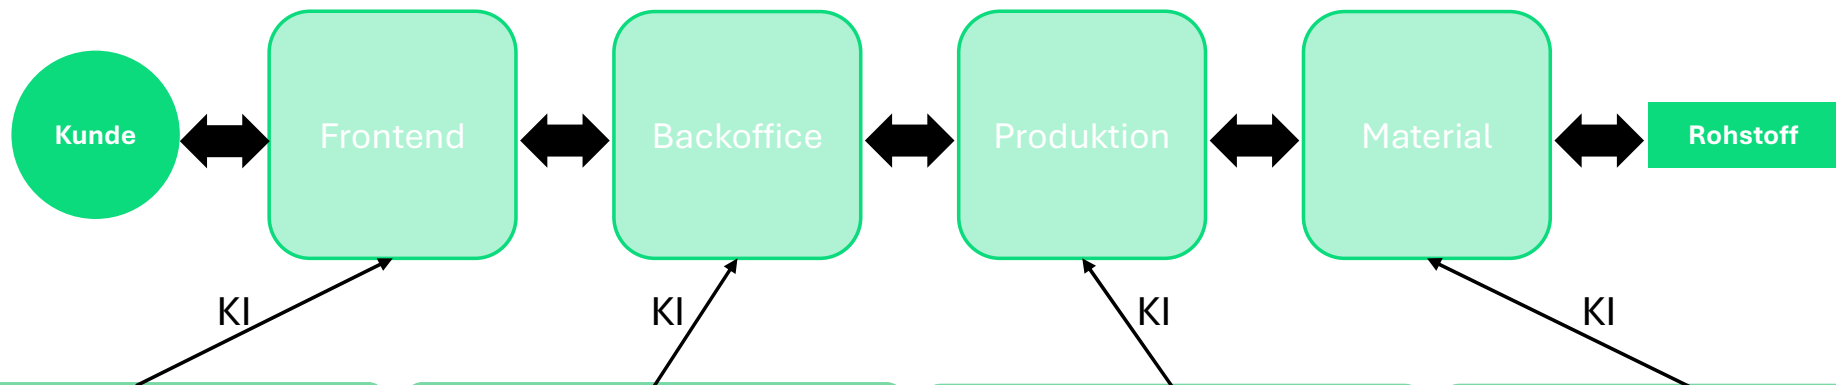 Kunde
Frontend
Backoffice
Produktion
Material
Rohstoff
KI
KI
KI
KI